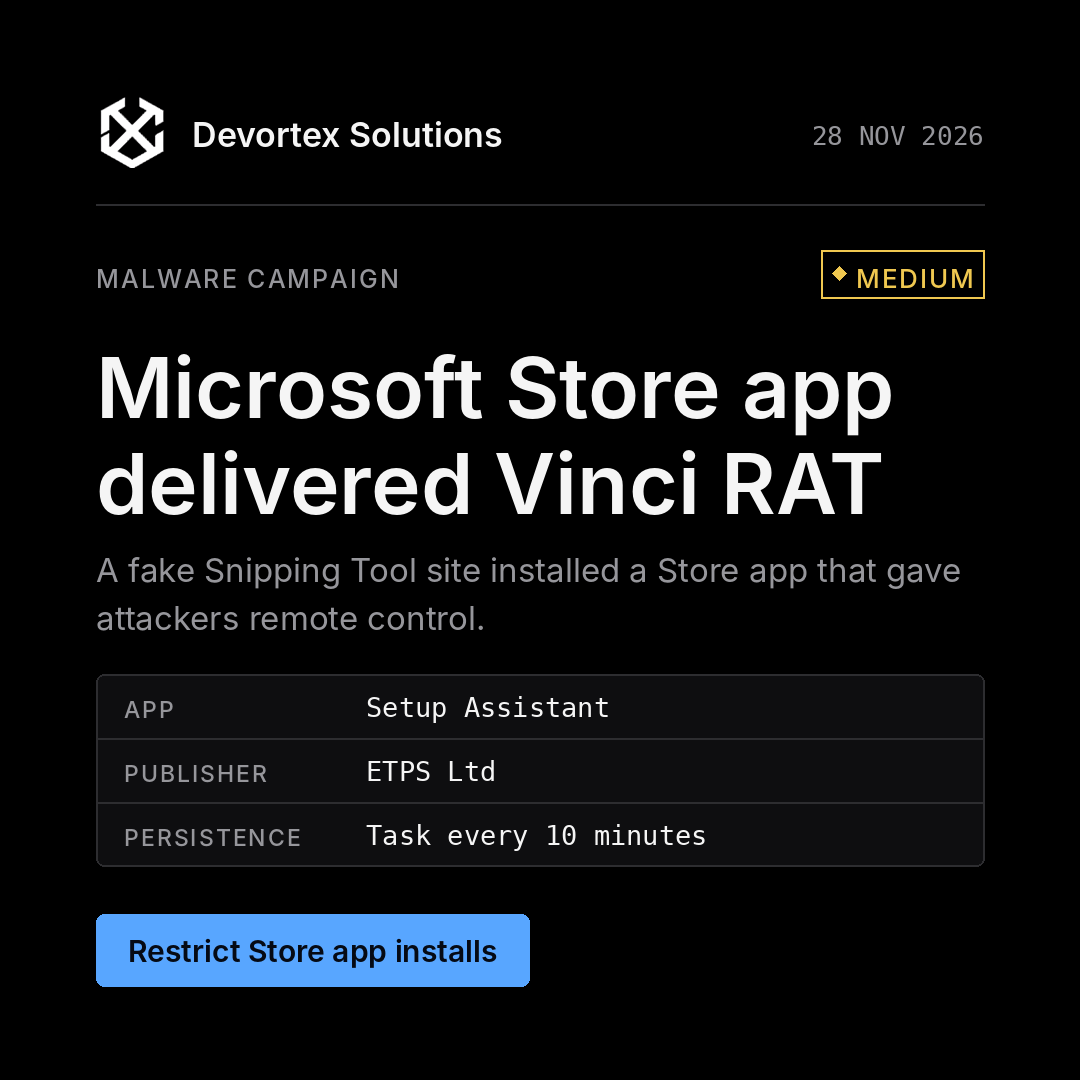 Devortex Solutions
28 NOV 2026
MALWARE CAMPAIGN
MEDIUM
Microsoft Store app
delivered Vinci RAT
A fake Snipping Tool site installed a Store app that gave
attackers remote control.
APP Setup Assistant
PUBLISHER ETPS Ltd
PERSISTENCE Task every 10 minutes
Restrict Store app installs